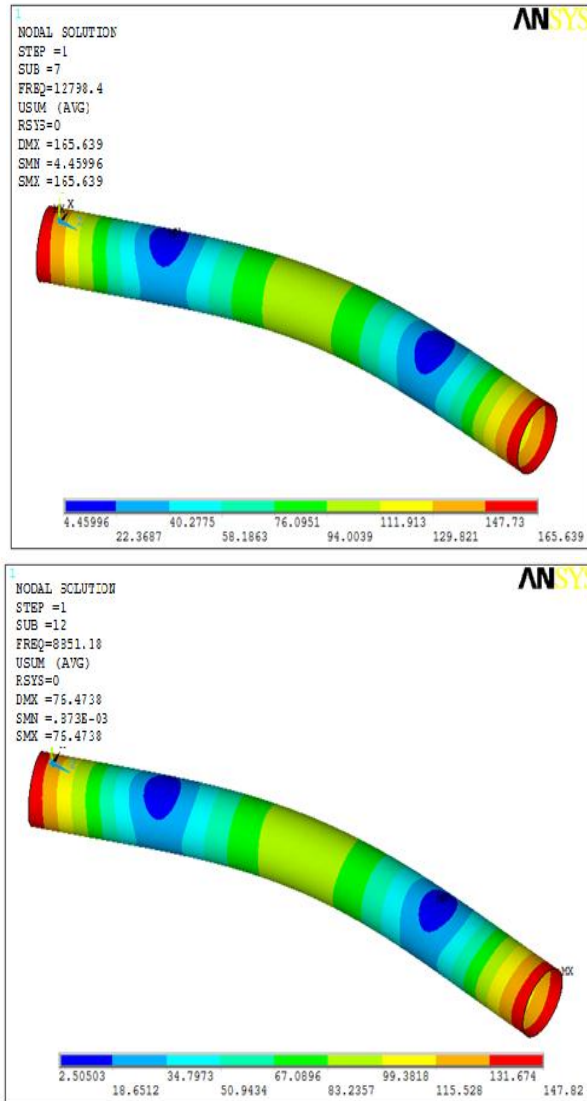 1
ANSYS
NODAL SOLUTION
STEP =1
SUB =7
FREQ=12798.4
USUM (AVG)
RSYS=0
DMX =165.639
SMN =4.45996
SMX =165.639
X
4.45996 40.2775 76.0951 111.913 147.73
22.3687 58.1863 94.0039 129.821 165.639
1
ANSYS
NODAL SOLUTION
STEP =1
SUB =12
FREQ=8351.18
USUM (AVG)
RSYS=0
DMX =75.4738
SMN =.873E-03
SMX =75.4738
MX
2.50503 34.7973 67.0896 99.3818 131.674
18.6512 50.9434 83.2357 115.528 147.82